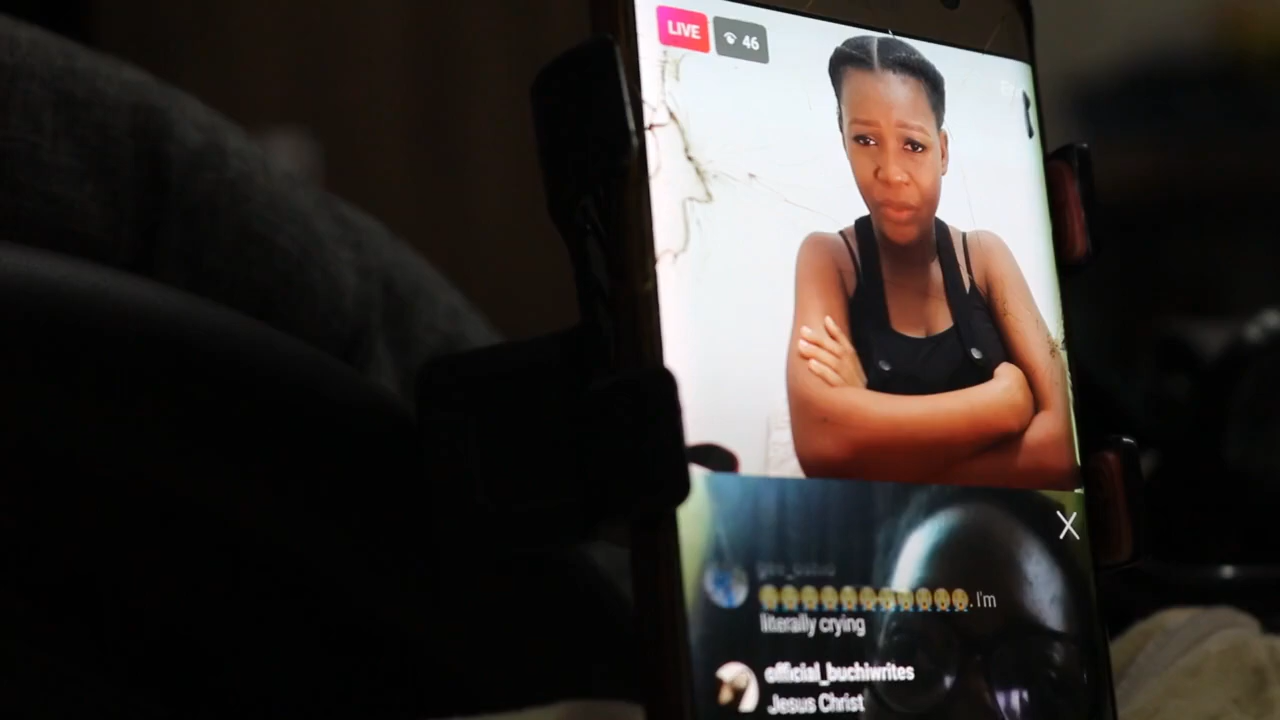 LIVE 46
I'm
literally crying
official_buchiwrites
Jesus Christ